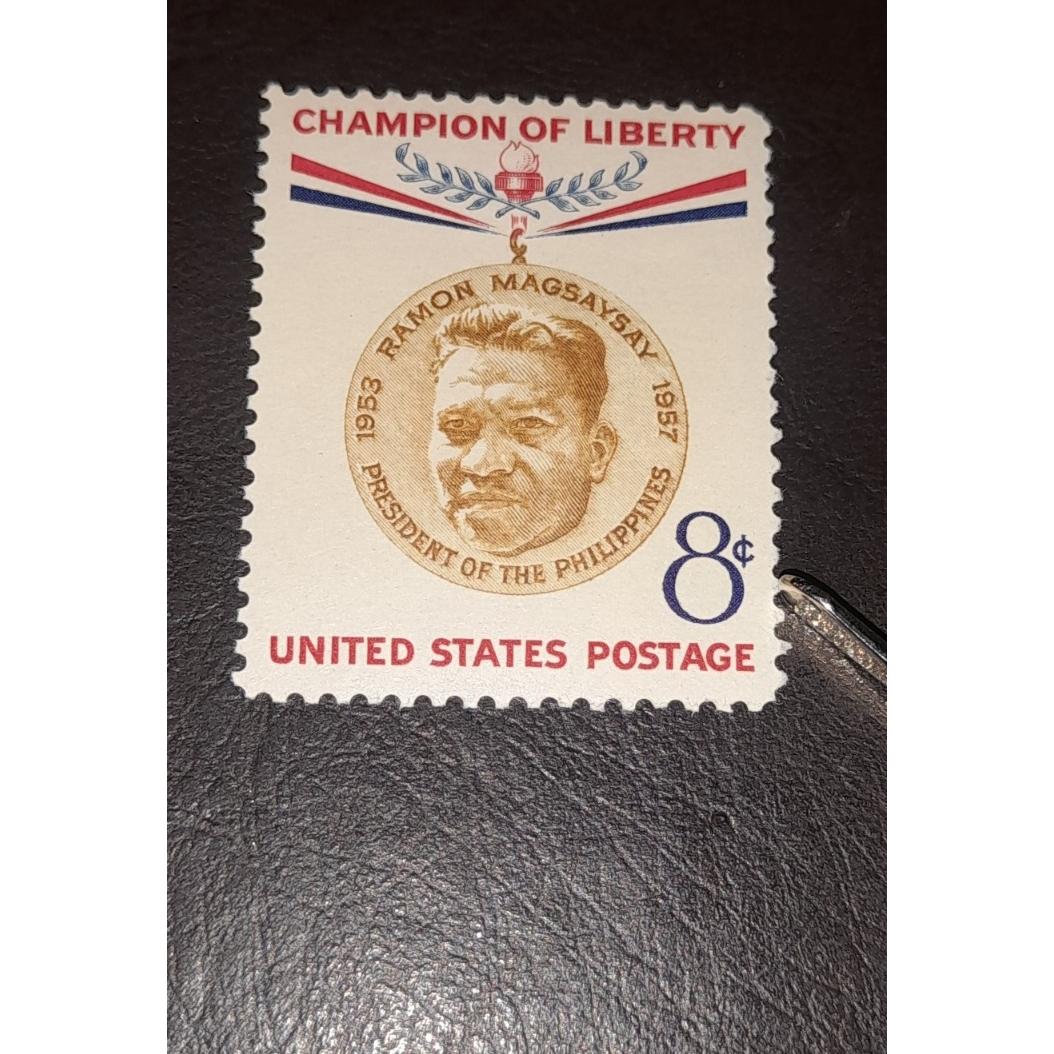 CHAMPION OF LIBERTY
RAMON MAGSAYSAY
1953
1957
PRESIDENT OF THE PHILIPPINES
8¢
UNITED STATES POSTAGE